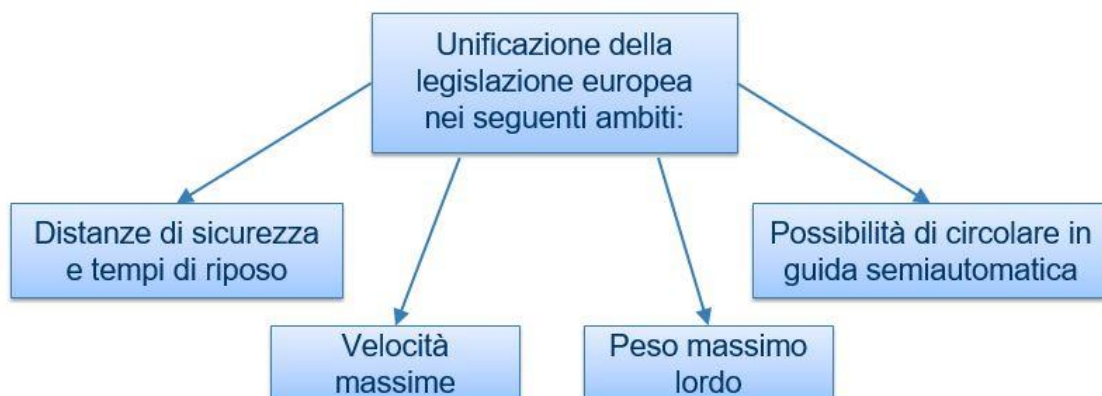 Unificazione della
legislazione europea
nei seguenti ambiti:
Distanze di sicurezza
e tempi di riposo
Possibilità di circolare in
guida semiautomatica
Velocità
massime
Peso massimo
lordo